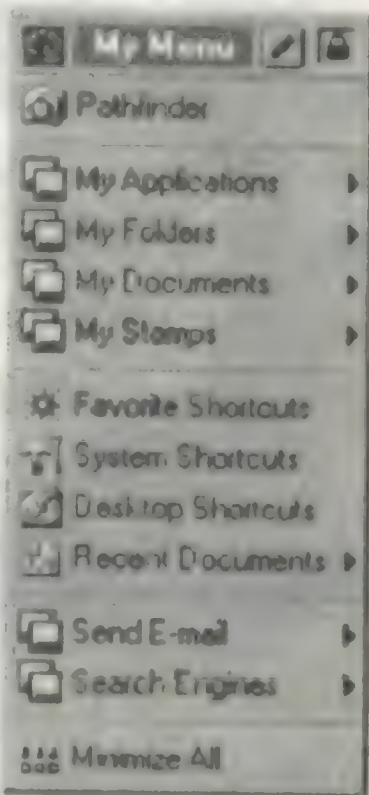 My Menu
Pathfinder
My Applications
My Folders
My Documents
My Stamps
Favorite Shortcuts
System Shortcuts
Desktop Shortcuts
Recent Documents
Send E-mail
Search Engines
Minimize All